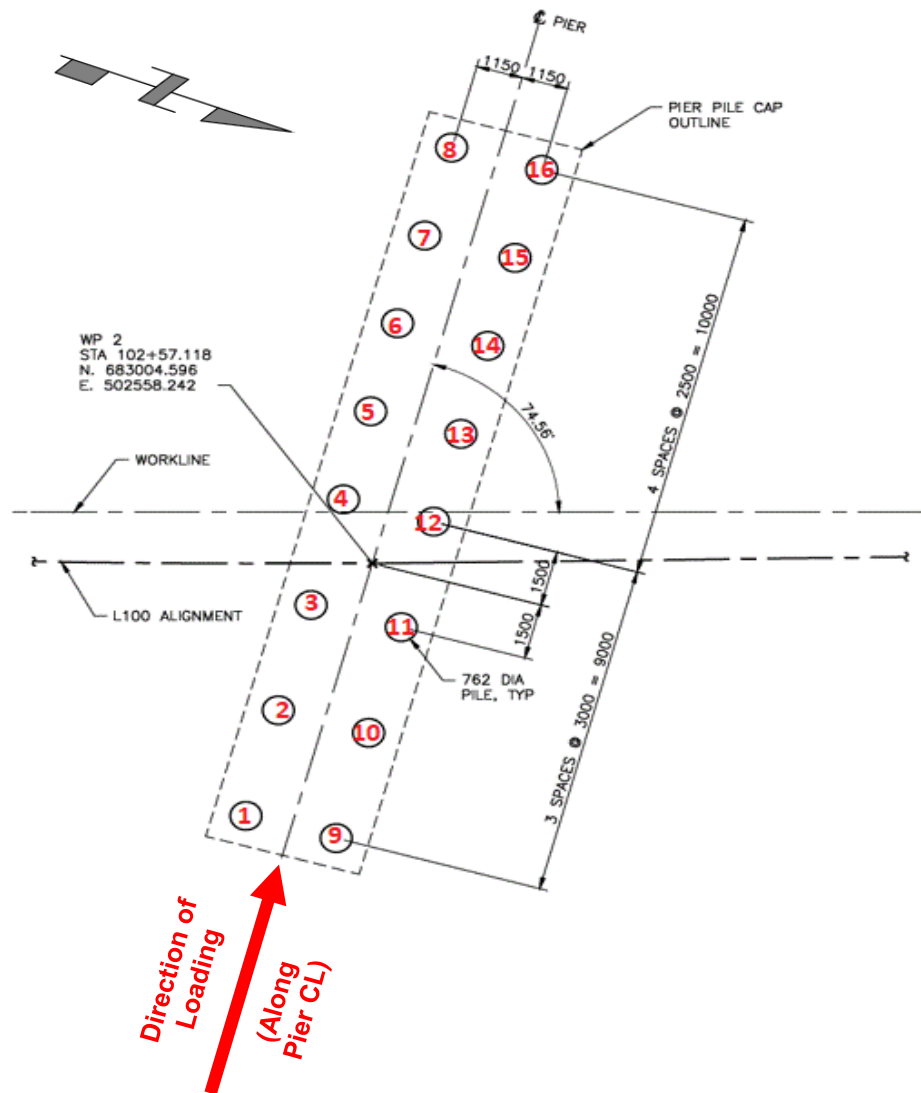 ℄ PIER
1150
1150
PIER PILE CAP
OUTLINE
8
16
7
15
6
14
5
13
4
12
3
11
2
10
1
9
WP 2
STA 102+57.118
N. 683004.596
E. 502558.242
74.56°
4 SPACES @ 2500 = 10000
WORKLINE
L100 ALIGNMENT
1500
1500
762 DIA
PILE, TYP
3 SPACES @ 3000 = 9000
Direction of
Loading
(Along
Pier CL)